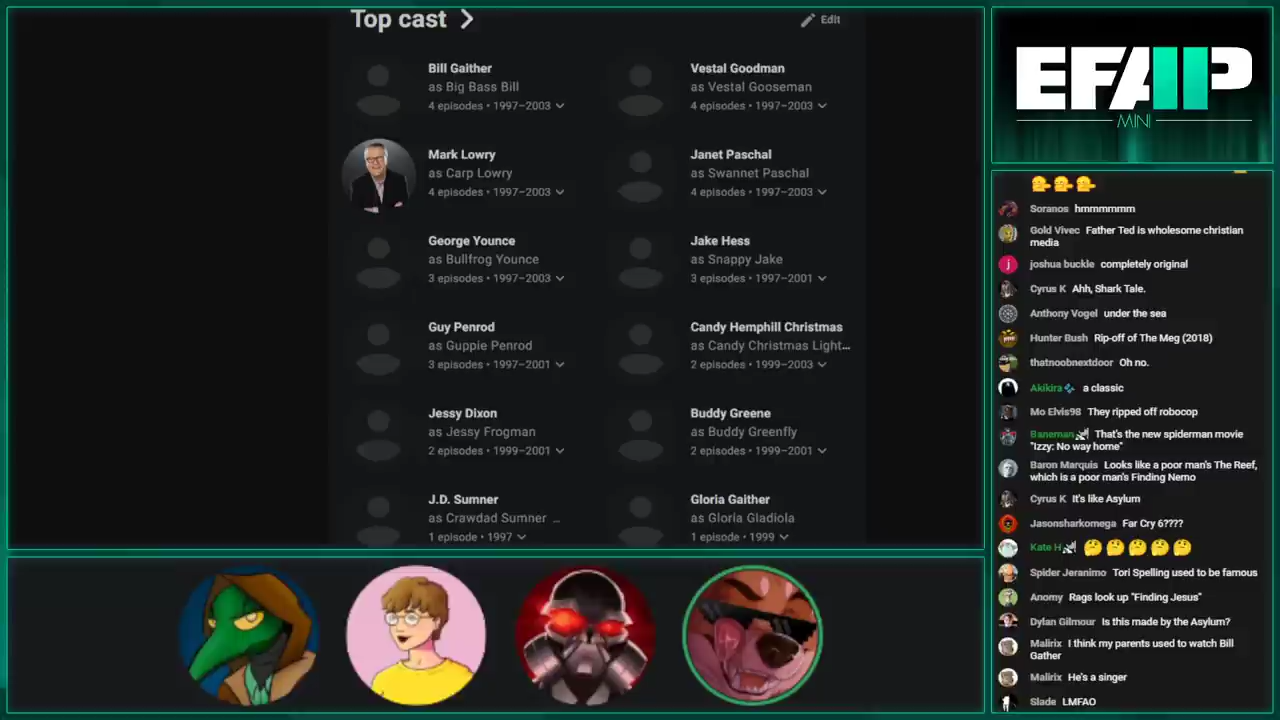 Top cast
Edit
Bill Gaither
as Big Bass Bill
4 episodes • 1997–2003
Vestal Goodman
as Vestal Gooseman
4 episodes • 1997–2003
Mark Lowry
as Carp Lowry
4 episodes • 1997–2003
Janet Paschal
as Swannet Paschal
4 episodes • 1997–2003
George Younce
as Bullfrog Younce
3 episodes • 1997–2003
Jake Hess
as Snappy Jake
3 episodes • 1997–2001
Guy Penrod
as Guppie Penrod
3 episodes • 1997–2001
Candy Hemphill Christmas
as Candy Christmas Light...
2 episodes • 1999–2003
Jessy Dixon
as Jessy Frogman
2 episodes • 1999–2001
Buddy Greene
as Buddy Greenfly
2 episodes • 1999–2001
J.D. Sumner
as Crawdad Sumner ...
1 episode • 1997
Gloria Gaither
as Gloria Gladiola
1 episode • 1999
EFAP
MINI
Soranos hmmmmmm
Gold Vivec Father Ted is wholesome christian
media
joshua buckle completely original
Cyrus K Ahh, Shark Tale.
Anthony Vogel under the sea
Hunter Bush Rip-off of The Meg (2018)
thatnoobnextdoor Oh no.
Akikira a classic
Mo Elvis98 They ripped off robocop
Baneman That's the new spiderman movie
"Izzy: No way home"
Baron Marquis Looks like a poor man's The Reef,
which is a poor man's Finding Nemo
Cyrus K It's like Asylum
Jasonsharkomega Far Cry 6????
Kate H
Spider Jeranimo Tori Spelling used to be famous
Anomy Rags look up "Finding Jesus"
Dylan Gilmour Is this made by the Asylum?
Malirix I think my parents used to watch Bill
Gather
Malirix He's a singer
Slade LMFAO